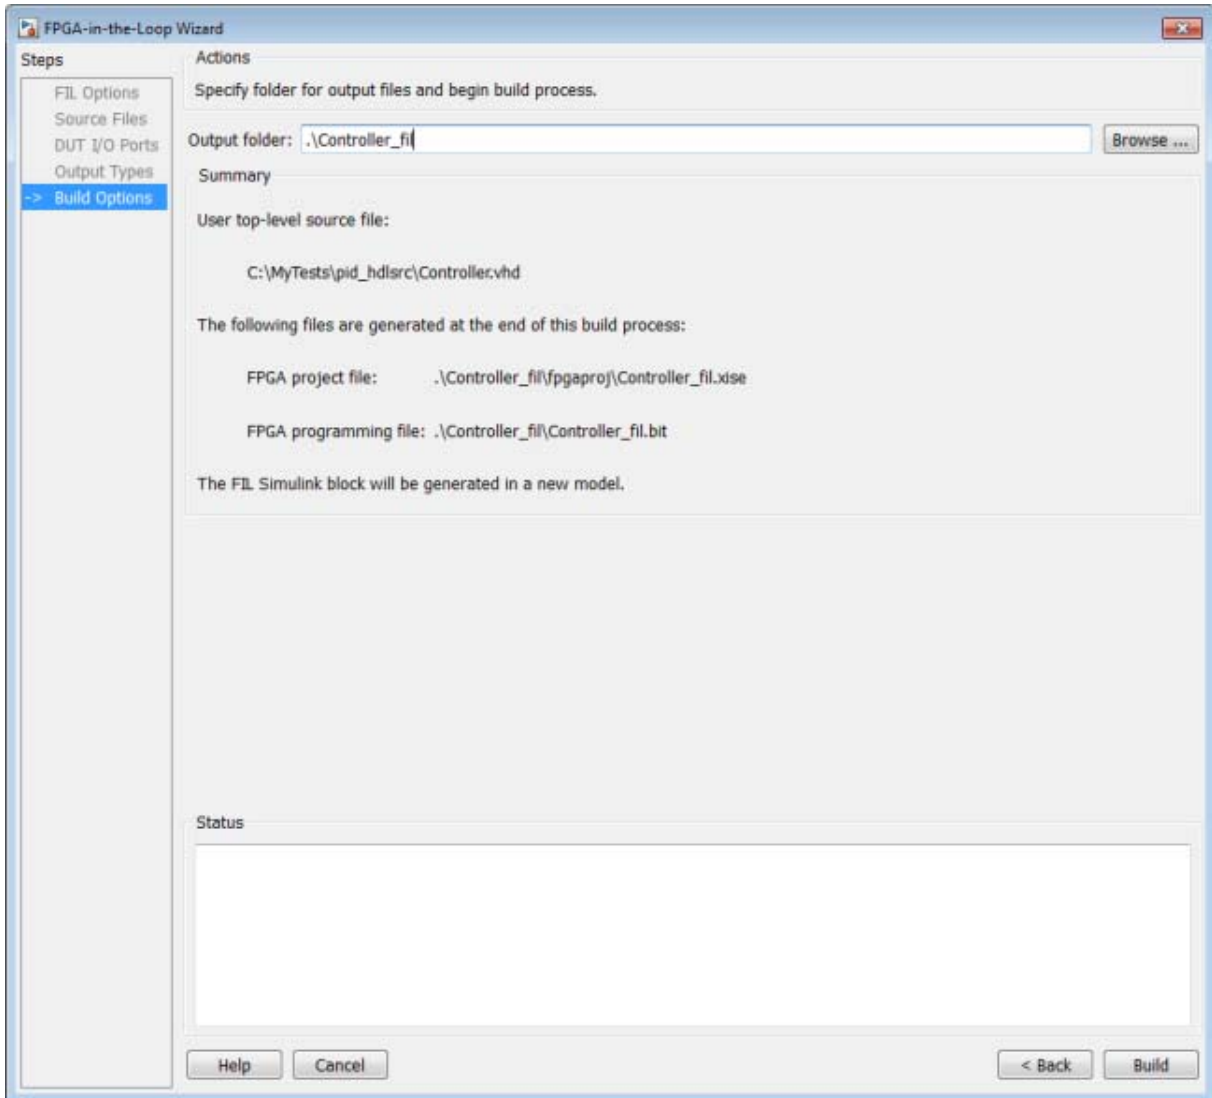 FPGA-in-the-Loop Wizard
Steps
FIL Options
Source Files
DUT I/O Ports
Output Types
-> Build Options
Actions
Specify folder for output files and begin build process.
Output folder: .\Controller_fil Browse ...
Summary
User top-level source file:
C:\MyTests\pid_hdlsrc\Controller.vhd
The following files are generated at the end of this build process:
FPGA project file: .\Controller_fil\fpgaproj\Controller_fil.xise
FPGA programming file: .\Controller_fil\Controller_fil.bit
The FIL Simulink block will be generated in a new model.
Status
Help Cancel < Back Build